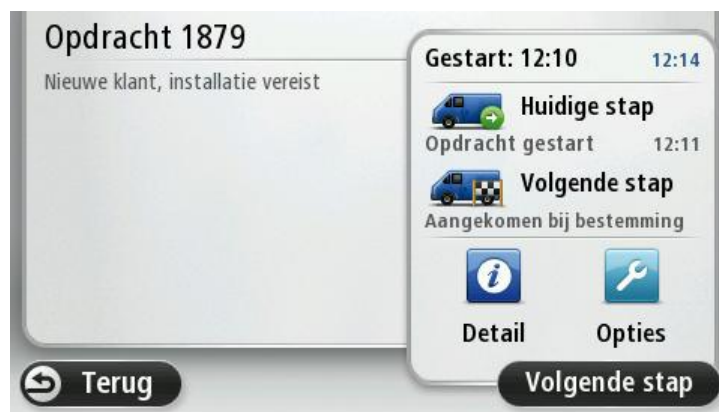 Opdracht 1879
Nieuwe klant, installatie vereist
Gestart: 12:10 12:14
Huidige stap
Opdracht gestart 12:11
Volgende stap
Aangekomen bij bestemming
Detail Opties
Terug Volgende stap